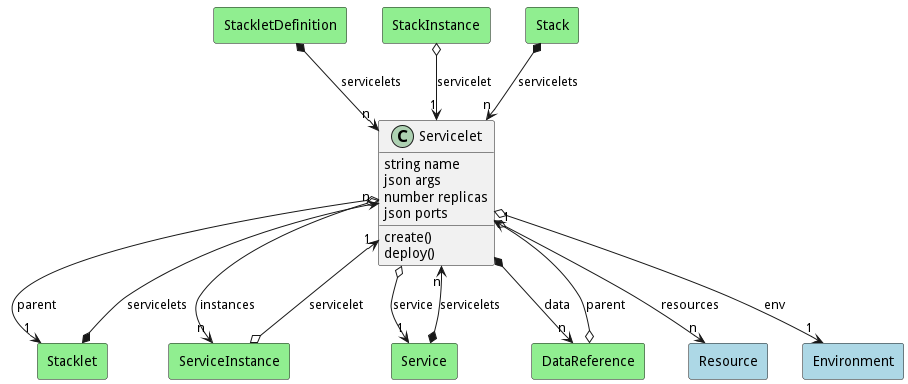 StackletDefinition
StackInstance
Stack
servicelets
servicelet
servicelets
n
1
n
C Servicelet
string name
json args
number replicas
json ports
create()
deploy()
n
1
1
parent
servicelets
instances
servicelet
service
servicelets
data
parent
resources
env
1
n
1
n
n
n
1
Stacklet
ServiceInstance
Service
DataReference
Resource
Environment